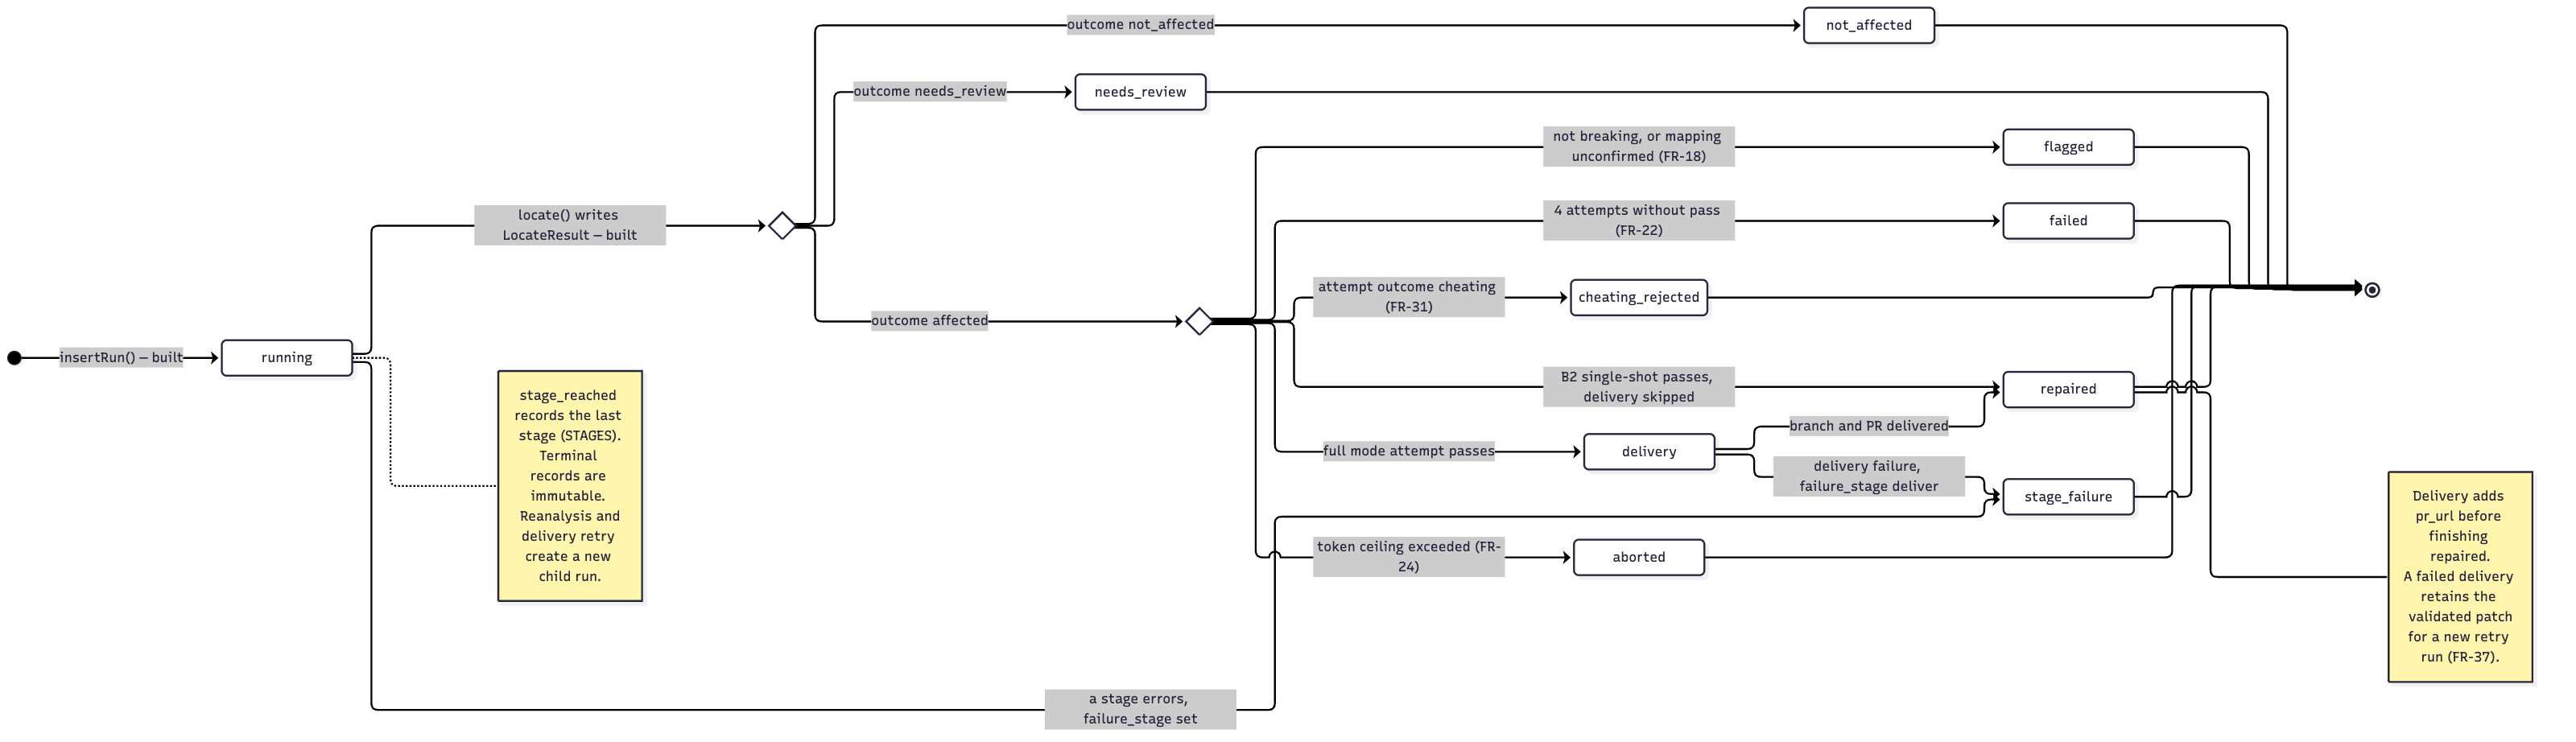 outcome not_affected
not_affected
outcome needs_review
needs_review
not breaking, or mapping
unconfirmed (FR-18)
flagged
locate() writes
LocateResult — built
4 attempts without pass
(FR-22)
failed
attempt outcome cheating
(FR-31)
cheating_rejected
outcome affected
insertRun() — built
running
stage_reached
records the last
stage (STAGES).
Terminal
records are
immutable.
Reanalysis and
delivery retry
create a new
child run.
B2 single-shot passes,
delivery skipped
repaired
branch and PR delivered
full mode attempt passes
delivery
delivery failure,
failure_stage deliver
stage_failure
token ceiling exceeded (FR-
24)
aborted
Delivery adds
pr_url before
finishing
repaired.
A failed delivery
retains the
validated patch
for a new retry
run (FR-37).
a stage errors,
failure_stage set